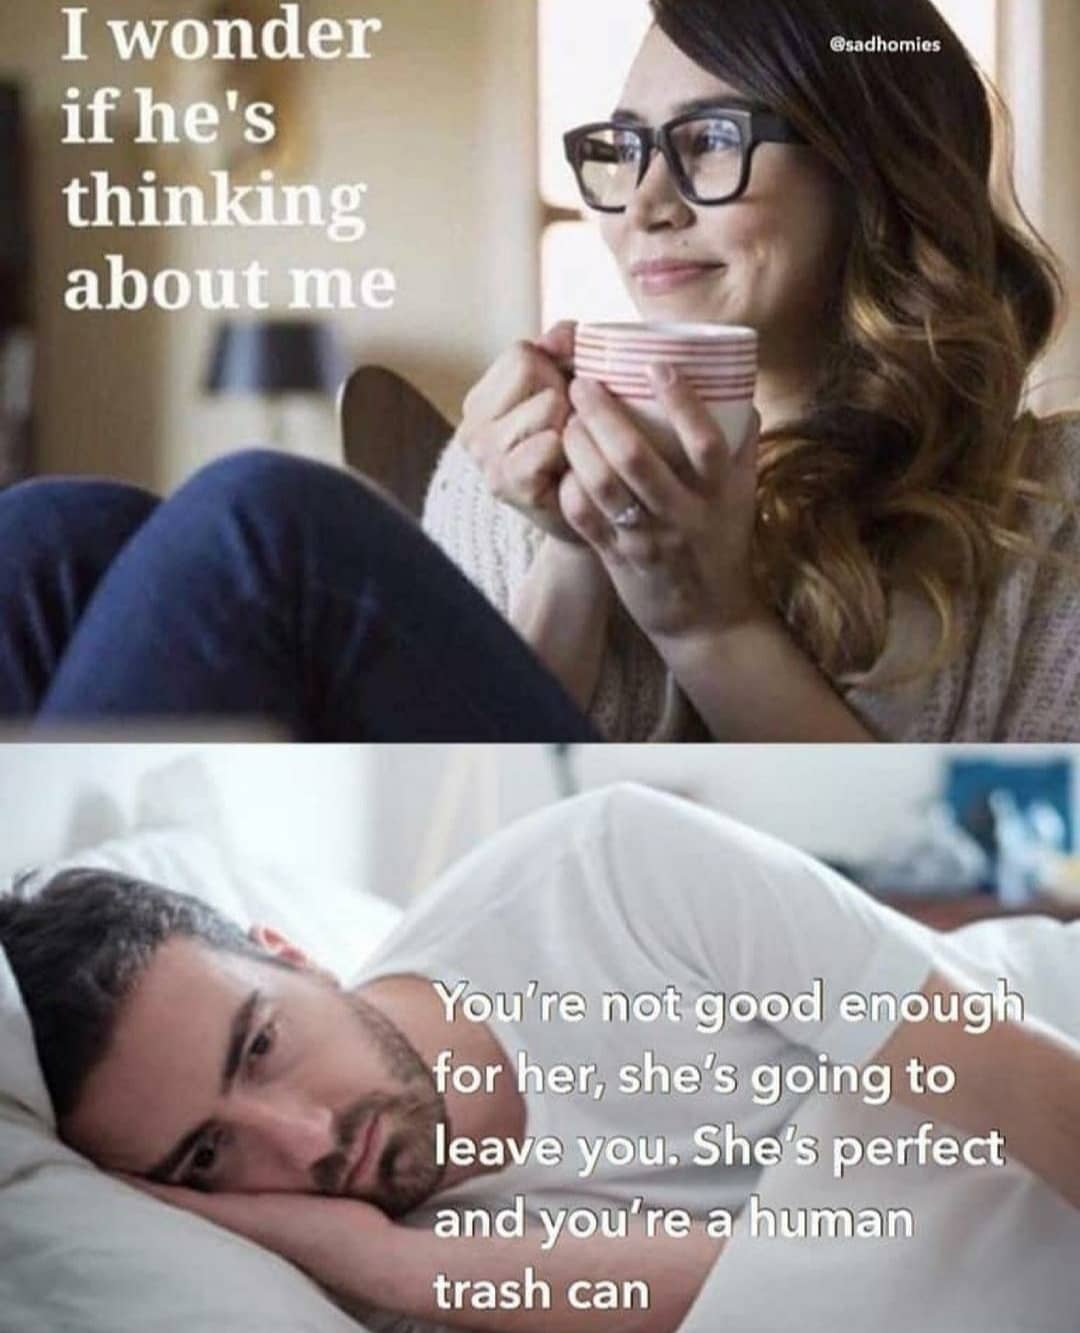 I wonder
if he's
thinking
about me
@sadhomies
You're not good enough
for her, she's going to
leave you. She's perfect
and you're a human
trash can